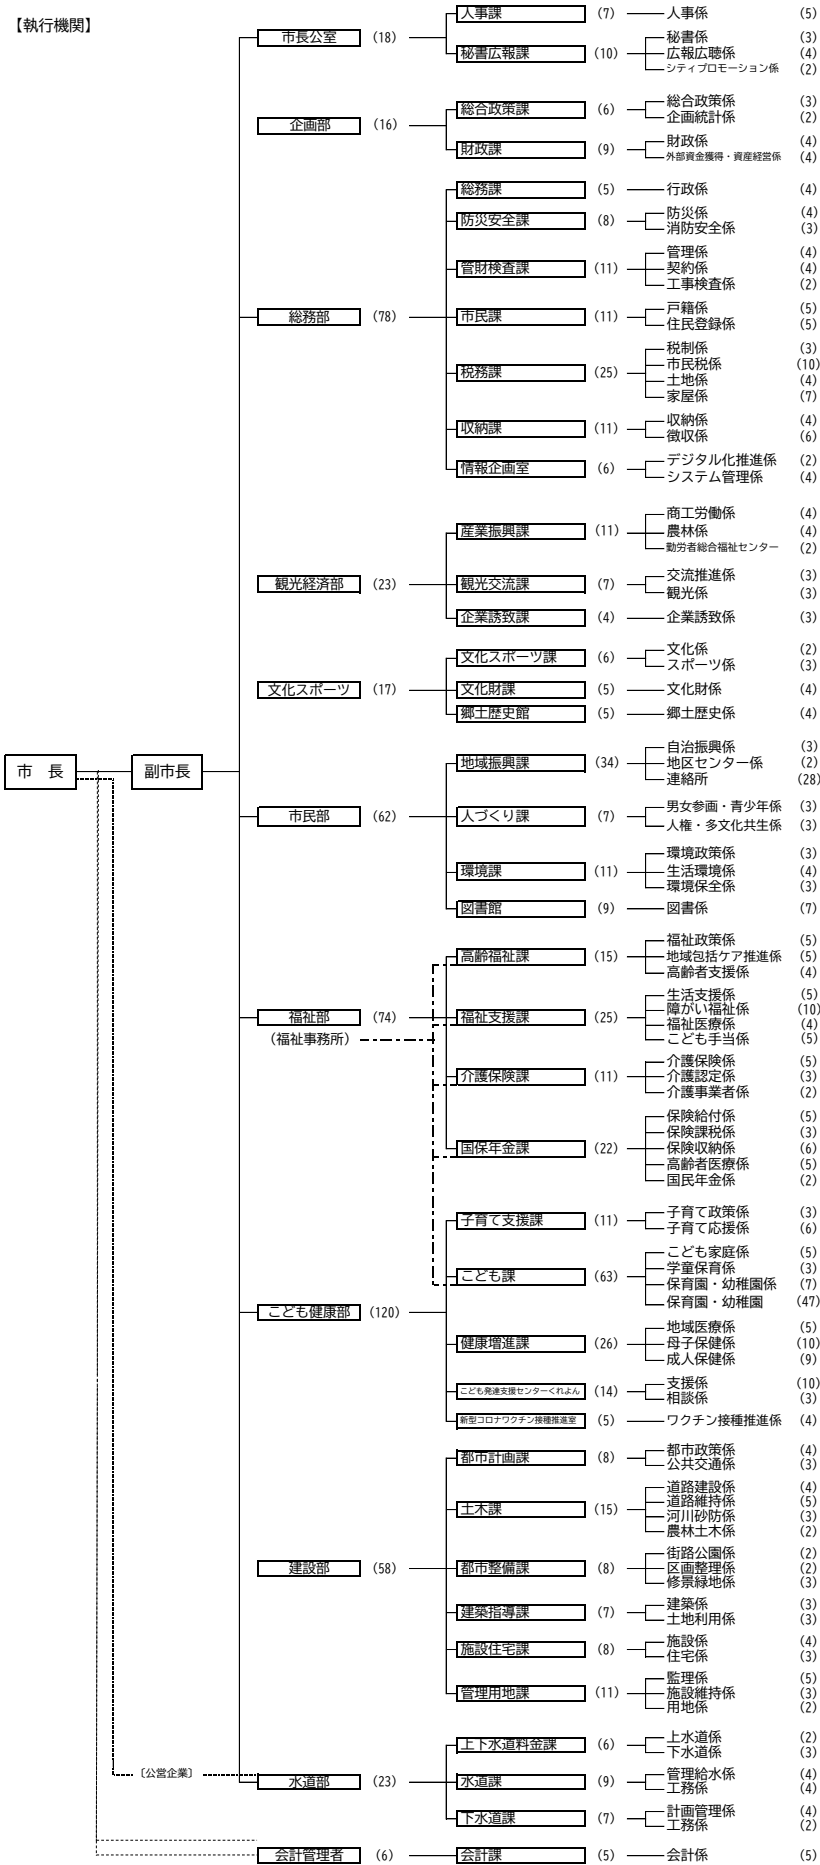 【執行機関】
市　長
副市長
〔公営企業〕
市長公室 (18)
人事課 (7) 人事係 (5)
秘書広報課 (10) 秘書係 (3)
広報広聴係 (4)
シティプロモーション係 (2)
企画部 (16)
総合政策課 (6) 総合政策係 (3)
企画統計係 (2)
財政課 (9) 財政係 (4)
外部資金獲得・資産経営係 (4)
総務部 (78)
総務課 (5) 行政係 (4)
防災安全課 (8) 防災係 (4)
消防安全係 (3)
管財検査課 (11) 管理係 (4)
契約係 (4)
工事検査係 (2)
市民課 (11) 戸籍係 (5)
住民登録係 (5)
税務課 (25) 税制係 (3)
市民税係 (10)
土地係 (4)
家屋係 (7)
収納課 (11) 収納係 (4)
徴収係 (6)
情報企画室 (6) デジタル化推進係 (2)
システム管理係 (4)
観光経済部 (23)
産業振興課 (11) 商工労働係 (4)
農林係 (4)
勤労者総合福祉センター (2)
観光交流課 (7) 交流推進係 (3)
観光係 (3)
企業誘致課 (4) 企業誘致係 (3)
文化スポーツ (17)
文化スポーツ課 (6) 文化係 (2)
スポーツ係 (3)
文化財課 (5) 文化財係 (4)
郷土歴史館 (5) 郷土歴史係 (4)
市民部 (62)
地域振興課 (34) 自治振興係 (3)
地区センター係 (2)
連絡所 (28)
人づくり課 (7) 男女参画・青少年係 (3)
人権・多文化共生係 (3)
環境課 (11) 環境政策係 (3)
生活環境係 (4)
環境保全係 (3)
図書館 (9) 図書係 (7)
福祉部 (74)
（福祉事務所）
高齢福祉課 (15) 福祉政策係 (5)
地域包括ケア推進係 (5)
高齢者支援係 (4)
福祉支援課 (25) 生活支援係 (5)
障がい福祉係 (10)
福祉医療係 (4)
こども手当係 (5)
介護保険課 (11) 介護保険係 (5)
介護認定係 (3)
介護事業者係 (2)
国保年金課 (22) 保険給付係 (5)
保険課税係 (3)
保険収納係 (6)
高齢者医療係 (5)
国民年金係 (2)
こども健康部 (120)
子育て支援課 (11) 子育て政策係 (3)
子育て応援係 (6)
こども課 (63) こども家庭係 (5)
学童保育係 (3)
保育園・幼稚園係 (7)
保育園・幼稚園 (47)
健康増進課 (26) 地域医療係 (5)
母子保健係 (10)
成人保健係 (9)
こども発達支援センターくれよん (14) 支援係 (10)
相談係 (3)
新型コロナワクチン接種推進室 (5) ワクチン接種推進係 (4)
建設部 (58)
都市計画課 (8) 都市政策係 (4)
公共交通係 (3)
土木課 (15) 道路建設係 (4)
道路維持係 (5)
河川砂防係 (3)
農林土木係 (2)
都市整備課 (8) 街路公園係 (2)
区画整理係 (2)
修景緑地係 (3)
建築指導課 (7) 建築係 (3)
土地利用係 (3)
施設住宅課 (8) 施設係 (4)
住宅係 (3)
管理用地課 (11) 監理係 (5)
施設維持係 (3)
用地係 (2)
水道部 (23)
上下水道料金課 (6) 上水道係 (2)
下水道係 (3)
水道課 (9) 管理給水係 (4)
工務係 (4)
下水道課 (7) 計画管理係 (4)
工務係 (2)
会計管理者 (6)
会計課 (5) 会計係 (5)